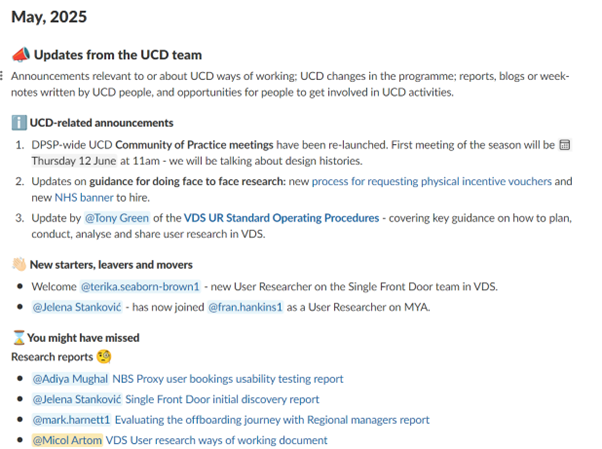 May, 2025
Updates from the UCD team
Announcements relevant to or about UCD ways of working; UCD changes in the programme; reports, blogs or week-
notes written by UCD people, and opportunities for people to get involved in UCD activities.
UCD-related announcements
1. DPSP-wide UCD Community of Practice meetings have been re-launched. First meeting of the season will be
Thursday 12 June at 11am - we will be talking about design histories.
2. Updates on guidance for doing face to face research: new process for requesting physical incentive vouchers and
new NHS banner to hire.
3. Update by @Tony Green of the VDS UR Standard Operating Procedures - covering key guidance on how to plan,
conduct, analyse and share user research in VDS.
New starters, leavers and movers
• Welcome @terika.seaborn-brown1 - new User Researcher on the Single Front Door team in VDS.
• @Jelena Stanković - has now joined @fran.hankins1 as a User Researcher on MYA.
You might have missed
Research reports
• @Adiya Mughal NBS Proxy user bookings usability testing report
• @Jelena Stanković Single Front Door initial discovery report
• @mark.harnett1 Evaluating the offboarding journey with Regional managers report
• @Micol Artom VDS User research ways of working document